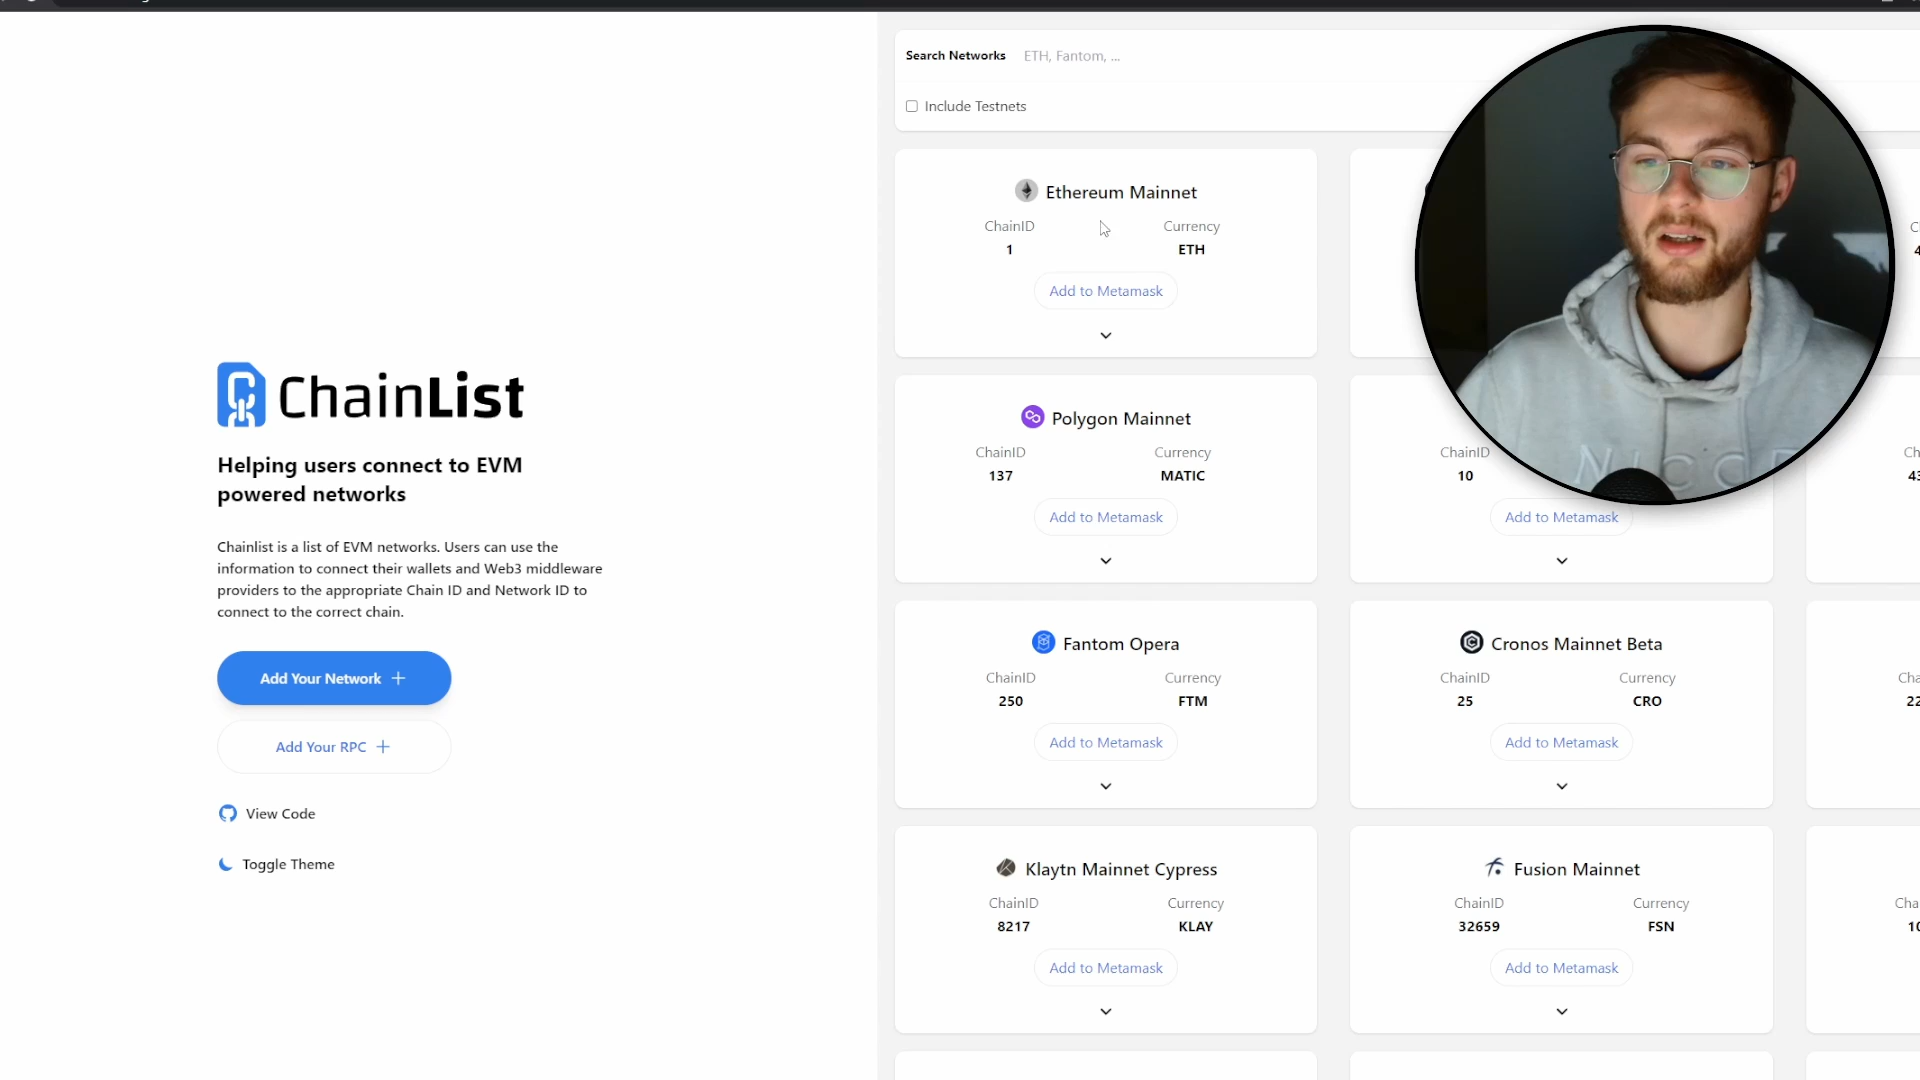 Search Networks ETH, Fantom, ...
Include Testnets
Ethereum Mainnet
ChainID Currency
1 ETH
Add to Metamask
ChainList
Helping users connect to EVM
powered networks
Chainlist is a list of EVM networks. Users can use the
information to connect their wallets and Web3 middleware
providers to the appropriate Chain ID and Network ID to
connect to the correct chain.
Add Your Network
Add Your RPC
View Code
Toggle Theme
Polygon Mainnet
ChainID Currency
137 MATIC
Add to Metamask
ChainID
10
Add to Metamask
Fantom Opera
ChainID Currency
250 FTM
Add to Metamask
Cronos Mainnet Beta
ChainID Currency
25 CRO
Add to Metamask
Klaytn Mainnet Cypress
ChainID Currency
8217 KLAY
Add to Metamask
Fusion Mainnet
ChainID Currency
32659 FSN
Add to Metamask